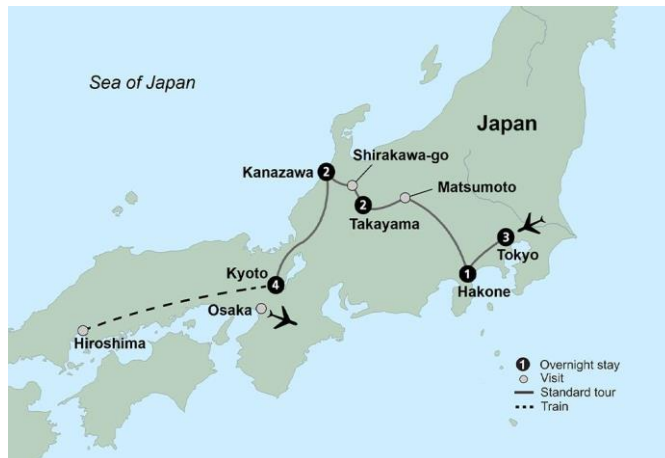 Sea of Japan
Japan
Shirakawa-go
Kanazawa
2
Matsumoto
2
Takayama
3
Tokyo
Kyoto
4
1
Hakone
Osaka
Hiroshima
1 Overnight stay
Visit
Standard tour
Train